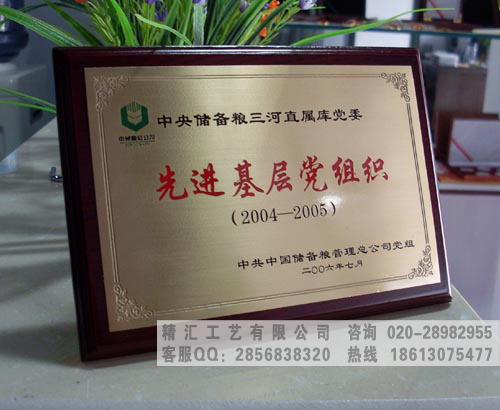 中央储备粮三河直属库党委
先进基层党组织
(2004—2005)
中共中国储备粮管理总公司党组
二〇〇六年七月
精汇工艺有限公司 咨询 020-28982955
客服QQ: 2856838320 热线 18613075477